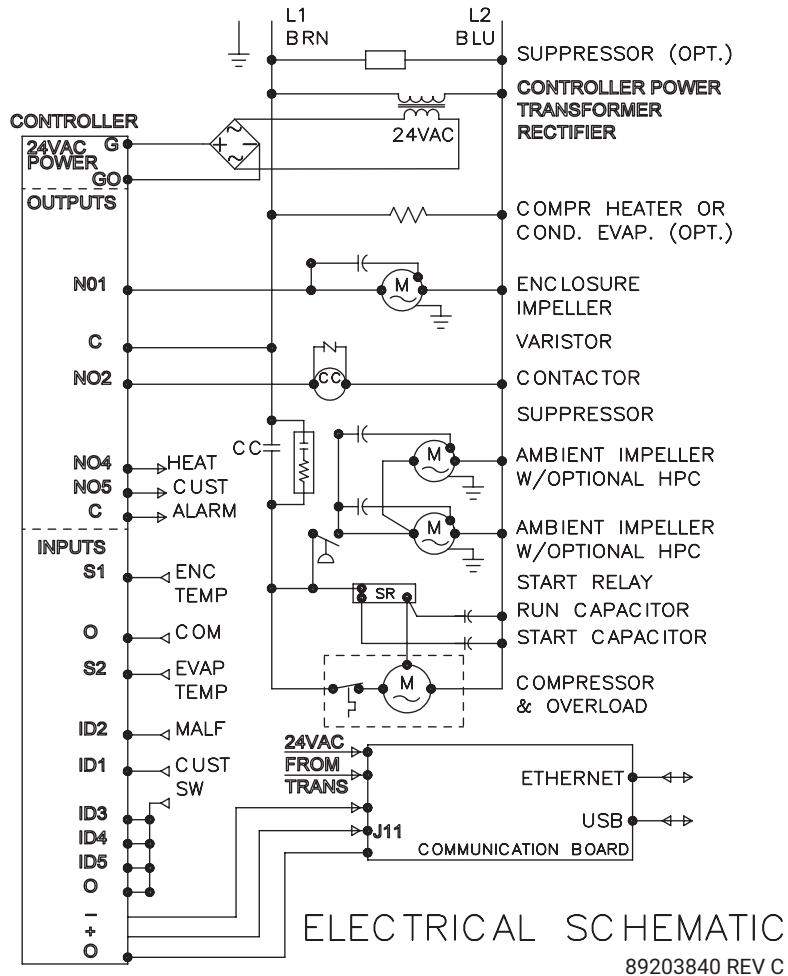 L1
BRN
L2
BLU
SUPPRESSOR (OPT.)
CONTROLLER POWER
TRANSFORMER
RECTIFIER
24VAC
CONTROLLER
24VAC
POWER
G
GO
OUTPUTS
COMPR HEATER OR
COND. EVAP. (OPT.)
N01
M
ENCLOSURE
IMPELLER
C
VARISTOR
NO2
CC
CONTACTOR
SUPPRESSOR
CC
NO4
HEAT
M
AMBIENT IMPELLER
W/OPTIONAL HPC
NO5
CUST
C
ALARM
M
AMBIENT IMPELLER
W/OPTIONAL HPC
INPUTS
S1
ENC
TEMP
START RELAY
SR
RUN CAPACITOR
O
COM
START CAPACITOR
S2
EVAP
TEMP
M
COMPRESSOR
& OVERLOAD
ID2
MALF
ID1
CUST
SW
24VAC
FROM
TRANS
ETHERNET
USB
ID3
ID4
ID5
O
J11
COMMUNICATION BOARD
–
+
O
ELECTRICAL SCHEMATIC
89203840 REV C